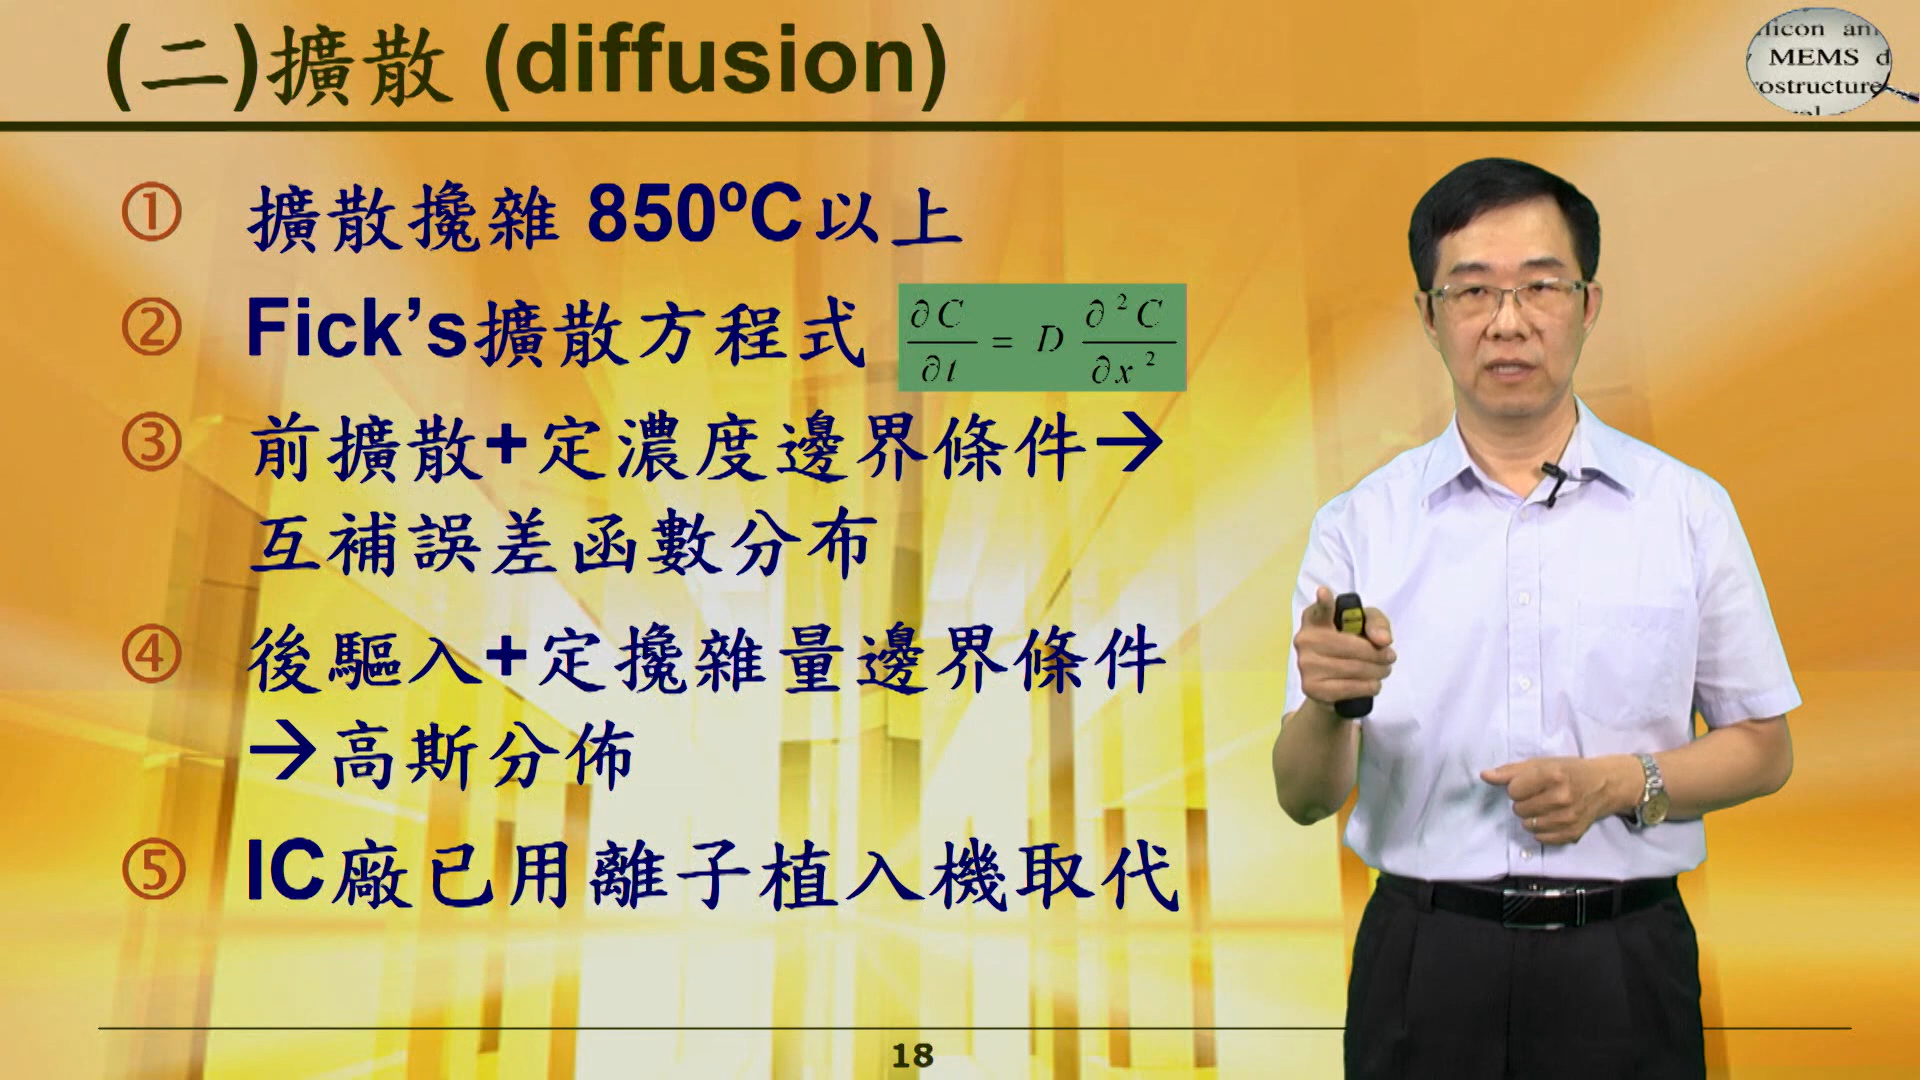 (二)擴散 (diffusion)
licon an
MEMS d
ostructure
① 擴散攙雜 850ºC以上
② Fick’s擴散方程式 ∂C/∂t = D ∂²C/∂x²
③ 前擴散+定濃度邊界條件→
互補誤差函數分布
④ 後驅入+定攙雜量邊界條件
→高斯分佈
⑤ IC廠已用離子植入機取代
18